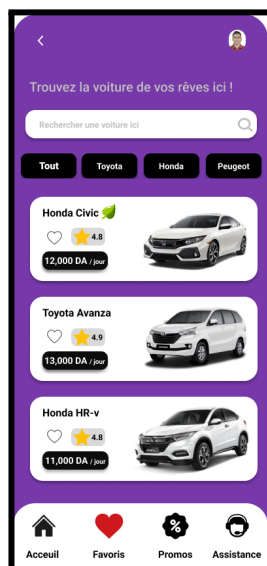 Trouvez la voiture de vos rêves ici !
Rechercher une voiture ici
Tout Toyota Honda Peugeot
Honda Civic
4.8
12,000 DA / jour
Toyota Avanza
4.9
13,000 DA / jour
Honda HR-v
4.8
11,000 DA / jour
Acceuil Favoris Promos Assistance